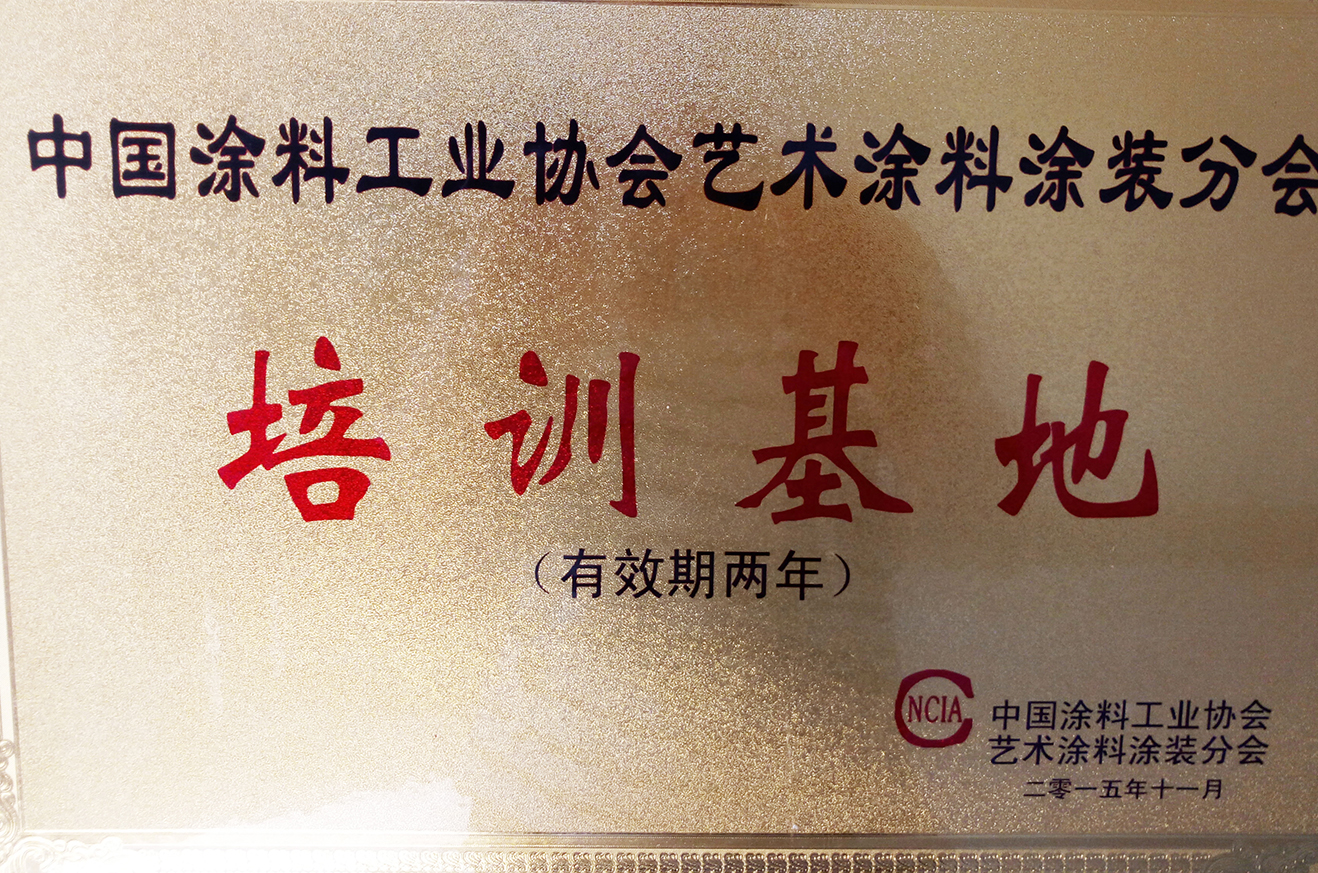 中国涂料工业协会艺术涂料涂装分会
培训基地
（有效期两年）
NCIA
中国涂料工业协会
艺术涂料涂装分会
二零一五年十一月